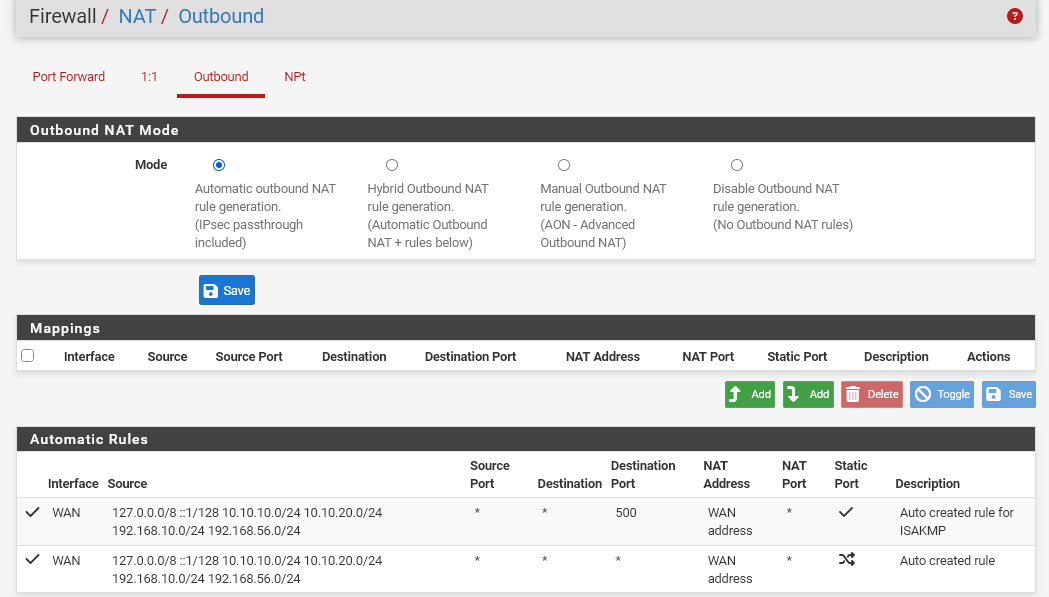 Firewall / NAT / Outbound
?
Port Forward 1:1 Outbound NPt
Outbound NAT Mode
Mode
Automatic outbound NAT
rule generation.
(IPsec passthrough
included)
Hybrid Outbound NAT
rule generation.
(Automatic Outbound
NAT + rules below)
Manual Outbound NAT
rule generation.
(AON - Advanced
Outbound NAT)
Disable Outbound NAT
rule generation.
(No Outbound NAT rules)
Save
Mappings
Interface Source Source Port Destination Destination Port NAT Address NAT Port Static Port Description Actions
Add Add Delete Toggle Save
Automatic Rules
Source Destination NAT NAT Static
Interface Source Port Destination Port Address Port Port Description
WAN 127.0.0.0/8 ::1/128 10.10.10.0/24 10.10.20.0/24 * * 500 WAN * Auto created rule for
192.168.10.0/24 192.168.56.0/24 address ISAKMP
WAN 127.0.0.0/8 ::1/128 10.10.10.0/24 10.10.20.0/24 * * * WAN * Auto created rule
192.168.10.0/24 192.168.56.0/24 address